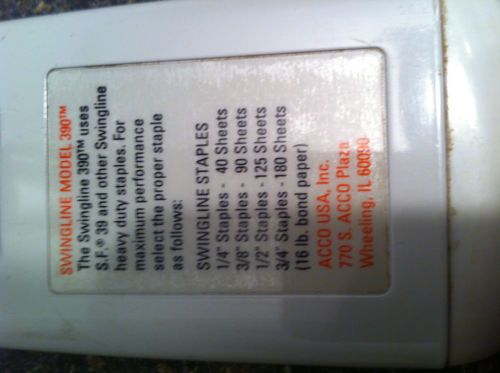 SWINGLINE MODEL 390™
The Swingline 390™ uses
S.F.® 39 and other Swingline
heavy duty staples. For
maximum performance
select the proper staple
as follows:
SWINGLINE STAPLES
1/4" Staples - 40 Sheets
3/8" Staples - 90 Sheets
1/2" Staples - 125 Sheets
3/4" Staples - 180 Sheets
(16 lb. bond paper)
ACCO USA, Inc.
770 S. ACCO Plaza
Wheeling, IL 60090